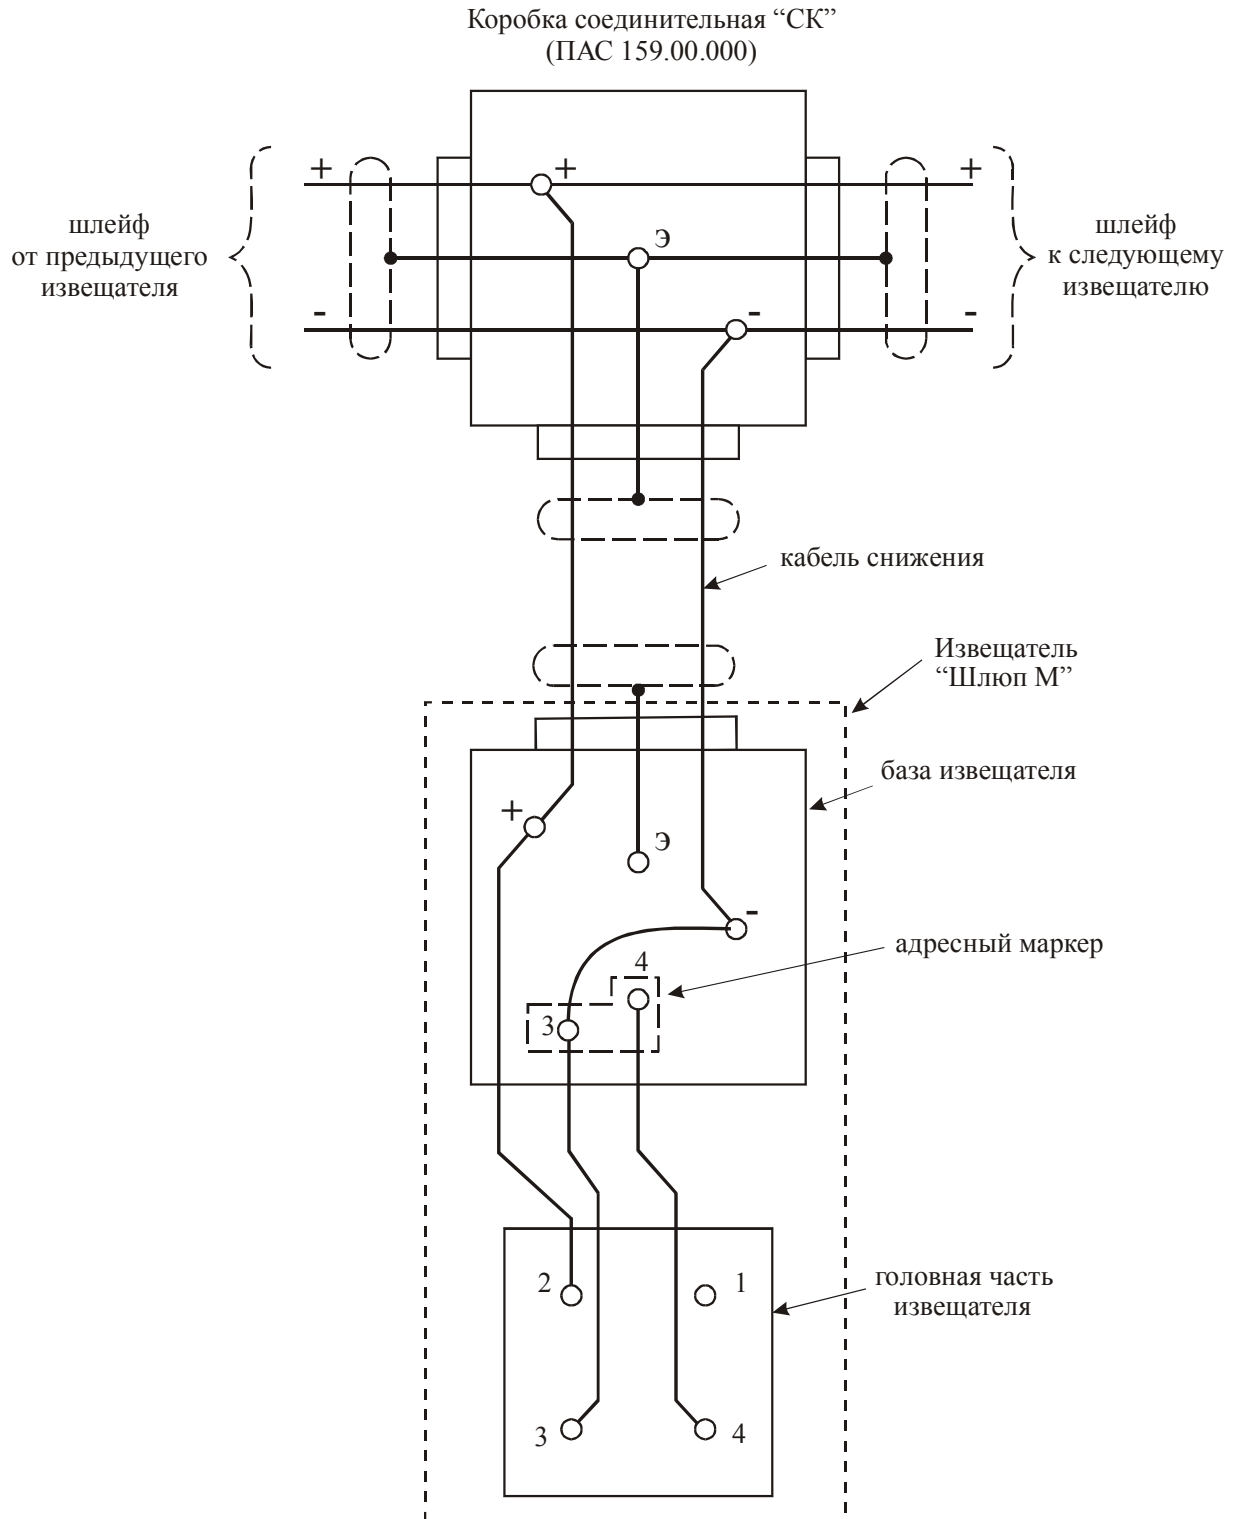 Коробка соединительная “СК”
(ПАС 159.00.000)
+ + +
шлейф
от предыдущего
извещателя
Э
шлейф
к следующему
извещателю
- - -
кабель снижения
Извещатель
“Шлюп М”
база извещателя
+
Э
-
адресный маркер
4
3
2
1
головная часть
извещателя
3
4